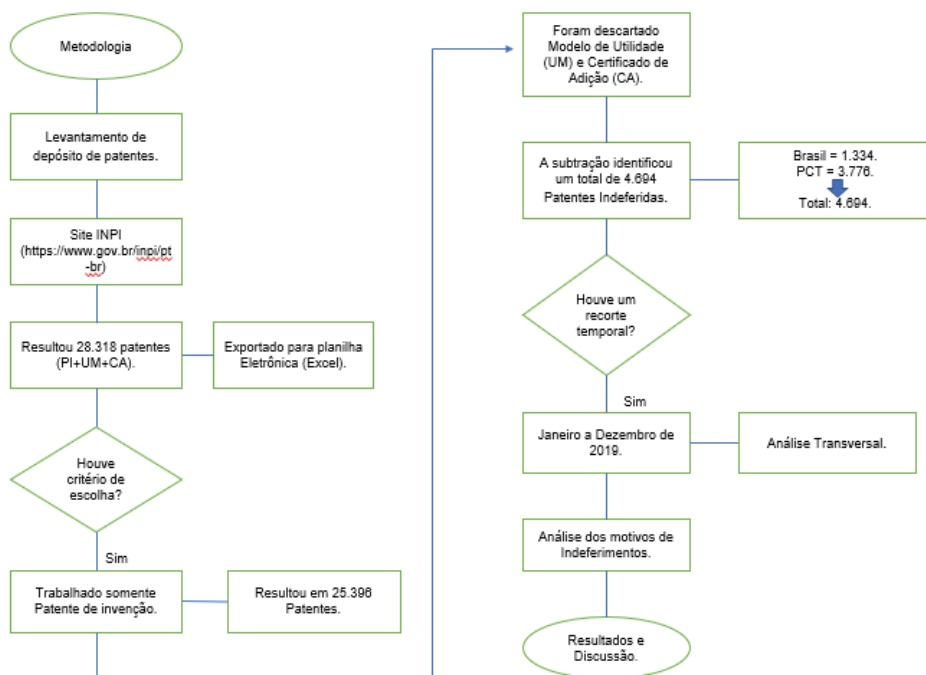 Metodologia
Levantamento de
depósito de patentes.
Site INPI
(https://www.gov.br/inpi/pt
-br)
Resultou 28.318 patentes
(PI+UM+CA).
Exportado para planilha
Eletrônica (Excel).
Houve
critério de
escolha?
Sim
Trabalhado somente
Patente de invenção.
Resultou em 25.396
Patentes.
Foram descartado
Modelo de Utilidade
(UM) e Certificado de
Adição (CA).
A subtração identificou
um total de 4.694
Patentes Indeferidas.
Brasil = 1.334.
PCT = 3.776.
Total: 4.694.
Houve um
recorte
temporal?
Sim
Janeiro a Dezembro de
2019.
Análise Transversal.
Análise dos motivos de
Indeferimentos.
Resultados e
Discussão.